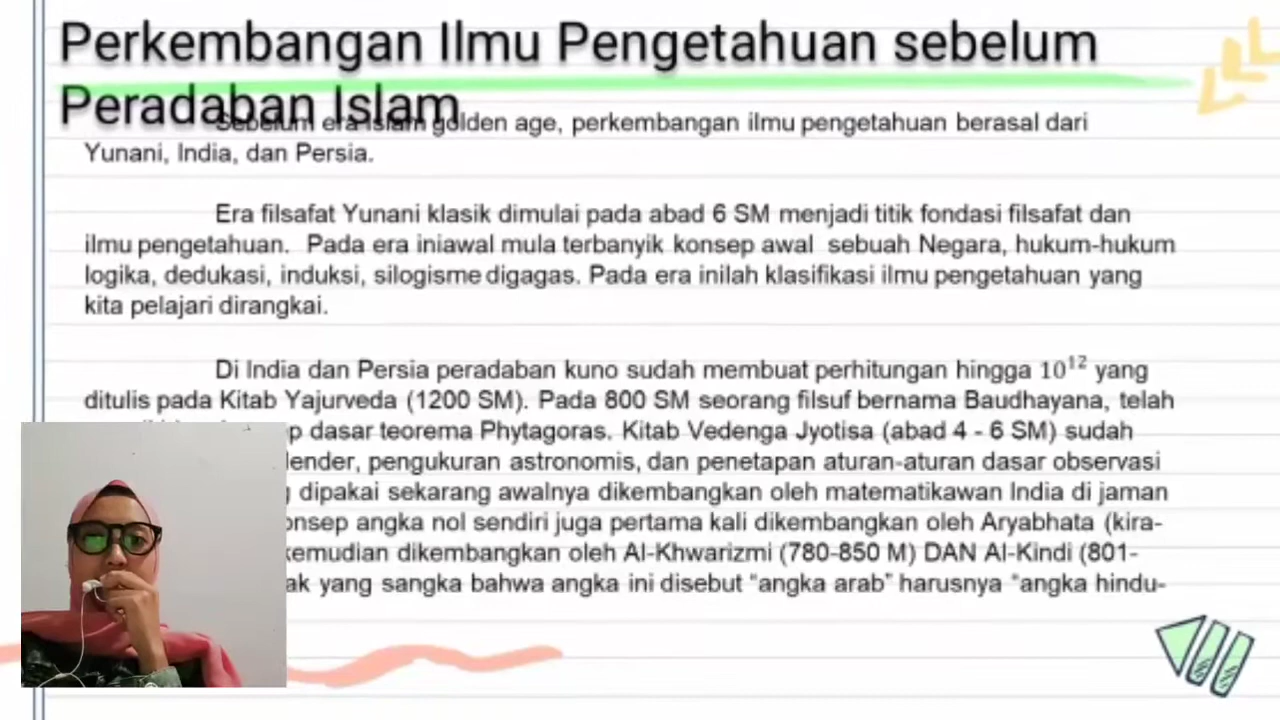 Perkembangan Ilmu Pengetahuan sebelum
Peradaban Islam
Sebelum era islam golden age, perkembangan ilmu pengetahuan berasal dari
Yunani, India, dan Persia.
Era filsafat Yunani klasik dimulai pada abad 6 SM menjadi titik fondasi filsafat dan
ilmu pengetahuan. Pada era iniawal mula terbanyik konsep awal sebuah Negara, hukum-hukum
logika, dedukasi, induksi, silogisme digagas. Pada era inilah klasifikasi ilmu pengetahuan yang
kita pelajari dirangkai.
Di India dan Persia peradaban kuno sudah membuat perhitungan hingga 10¹² yang
ditulis pada Kitab Yajurveda (1200 SM). Pada 800 SM seorang filsuf bernama Baudhayana, telah
dasar teorema Phytagoras. Kitab Vedenga Jyotisa (abad 4 - 6 SM) sudah
lender, pengukuran astronomis, dan penetapan aturan-aturan dasar observasi
dipakai sekarang awalnya dikembangkan oleh matematikawan India di jaman
onsep angka nol sendiri juga pertama kali dikembangkan oleh Aryabhata (kira-
kemudian dikembangkan oleh Al-Khwarizmi (780-850 M) DAN Al-Kindi (801-
ak yang sangka bahwa angka ini disebut “angka arab” harusnya “angka hindu-